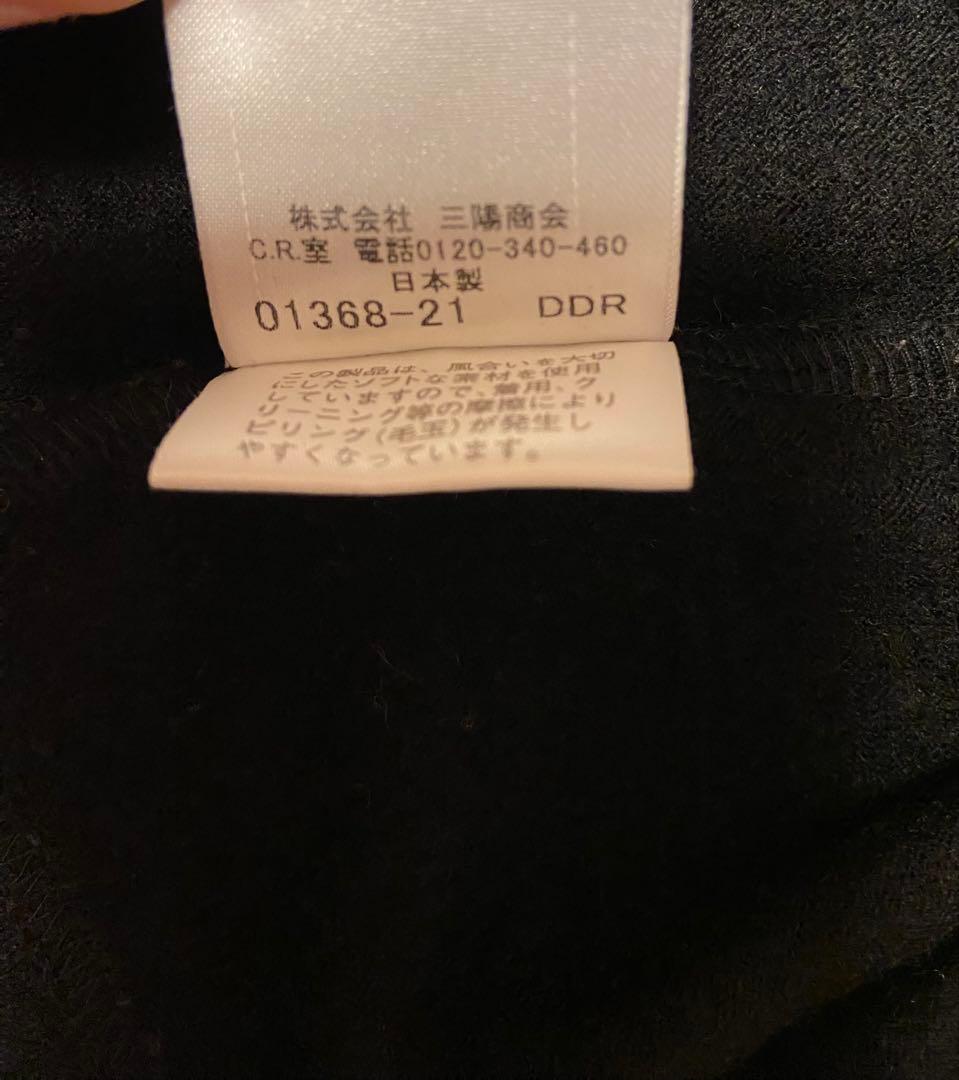 株式会社 三陽商会
C.R.室 電話0120-340-460
日本製
01368-21 DDR
この製品は、風合いを大切
にしたソフトな素材を使用
していますので、着用、ク
リーニング等の摩擦により
ピリング(毛玉)が発生し
やすくなっています。